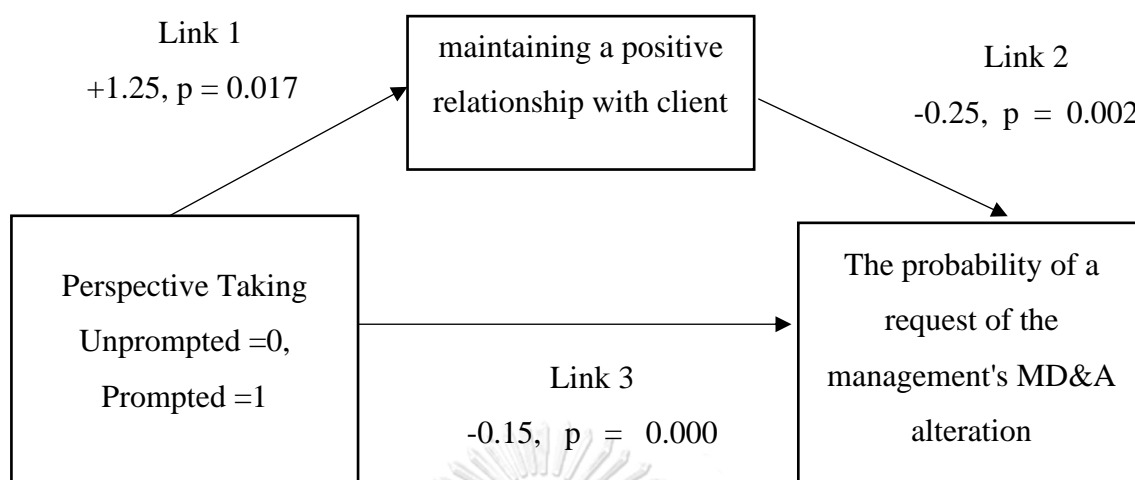 Link 1
+1.25, p = 0.017
maintaining a positive
relationship with client
Link 2
-0.25, p = 0.002
Perspective Taking
Unprompted =0,
Prompted =1
Link 3
-0.15, p = 0.000
The probability of a
request of the
management's MD&A
alteration